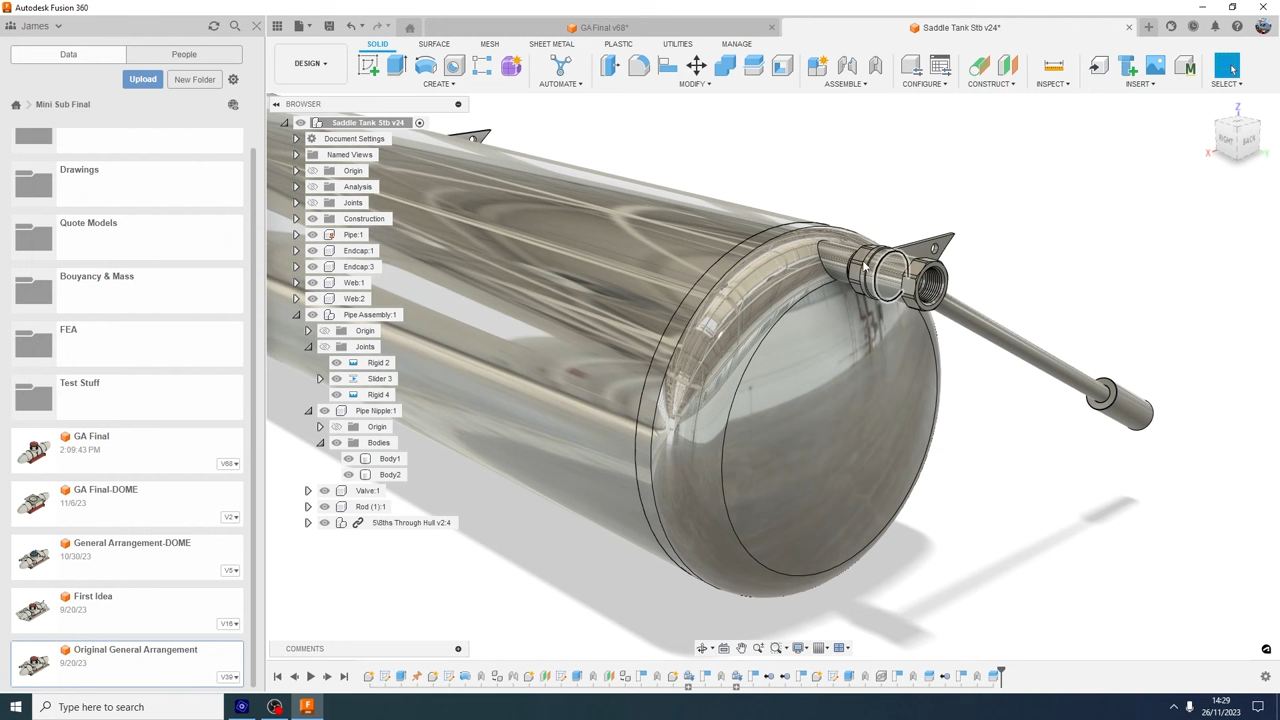 Autodesk Fusion 360
James
GA Final v68*
Saddle Tank Stb v24*
Data
People
Upload
New Folder
Mini Sub Final
Drawings
Quote Models
Bouyancy & Mass
FEA
Test Stuff
GA Final
2:09:43 PM
V68
GA Final-DOME
11/6/23
V2
General Arrangement-DOME
10/30/23
V5
First Idea
9/20/23
V16
Original General Arrangement
9/20/23
V39
SOLID
SURFACE
MESH
SHEET METAL
PLASTIC
UTILITIES
MANAGE
DESIGN
CREATE
AUTOMATE
MODIFY
ASSEMBLE
CONFIGURE
CONSTRUCT
INSPECT
INSERT
SELECT
BROWSER
Saddle Tank Stb v24
Document Settings
Named Views
Origin
Analysis
Joints
Construction
Pipe:1
Endcap:1
Endcap:3
Web:1
Web:2
Pipe Assembly:1
Origin
Joints
Rigid 2
Slider 3
Rigid 4
Pipe Nipple:1
Origin
Bodies
Body1
Body2
Valve:1
Rod (1):1
5\8ths Through Hull v2:4
Z
X
Y
RIGHT
BACK
COMMENTS
Type here to search
14:29
26/11/2023